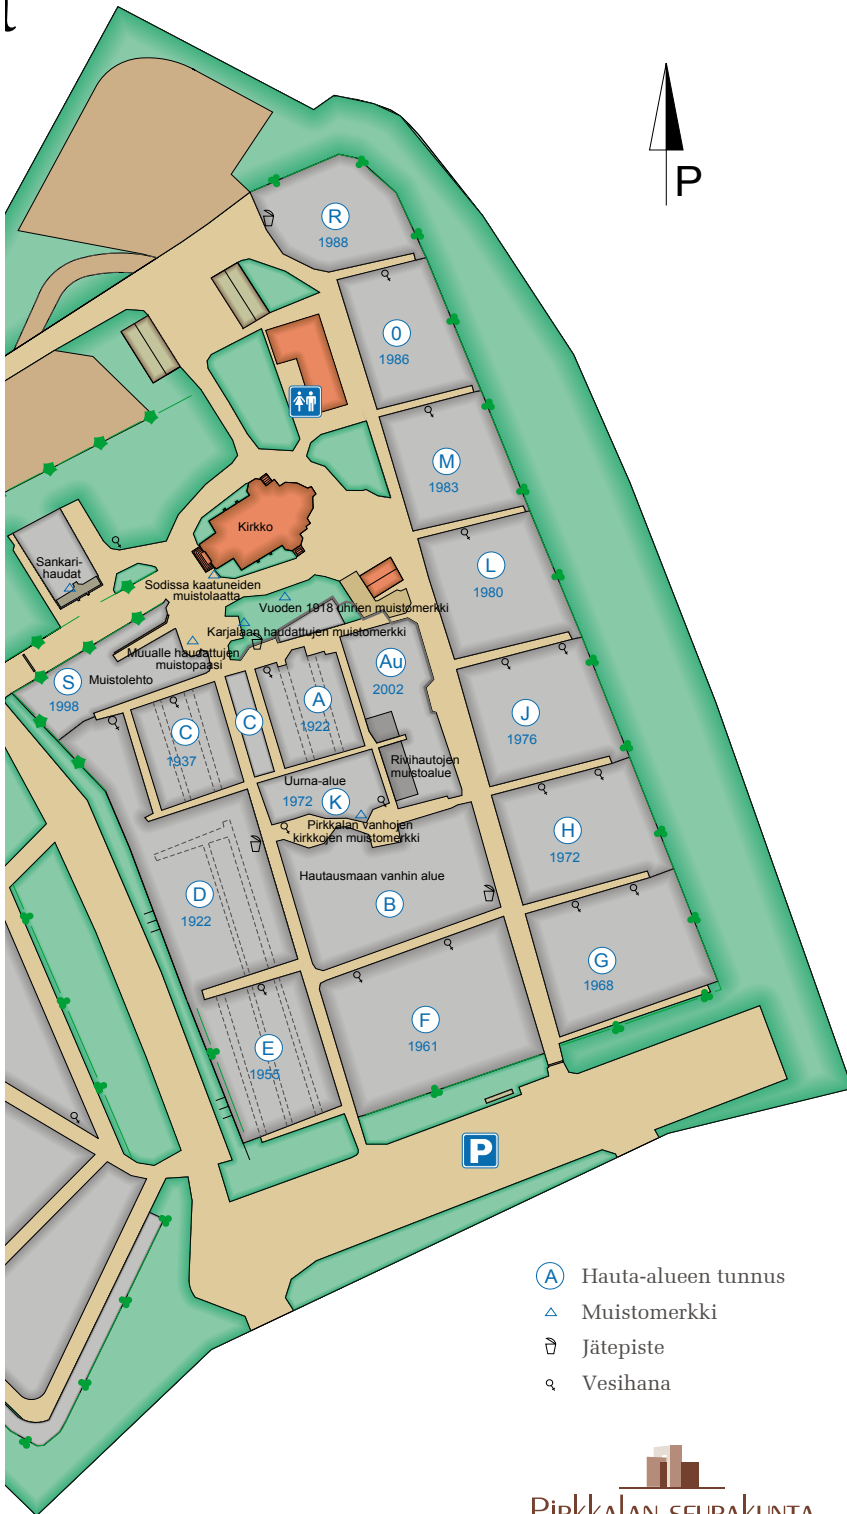 P
R
1988
0
1986
M
1983
Kirkko
L
1980
Sankari-
haudat
Sodissa kaatuneiden
muistolaatta
Vuoden 1918 uhrien muistomerkki
Karjalaan haudattujen muistomerkki
Muualle haudattujen
muistopaasi
S
1998
Muistolehto
Au
2002
A
1922
C
1937
C
J
1976
Rivihautojen
muistoalue
Uurna-alue
1972
K
Pirkkalan vanhojen
kirkkojen muistomerkki
H
1972
Hautausmaan vanhin alue
B
D
1922
G
1968
F
1961
E
1955
P
A
Hauta-alueen tunnus
Muistomerkki
Jätepiste
Vesihana
Pirkkalan seurakunta